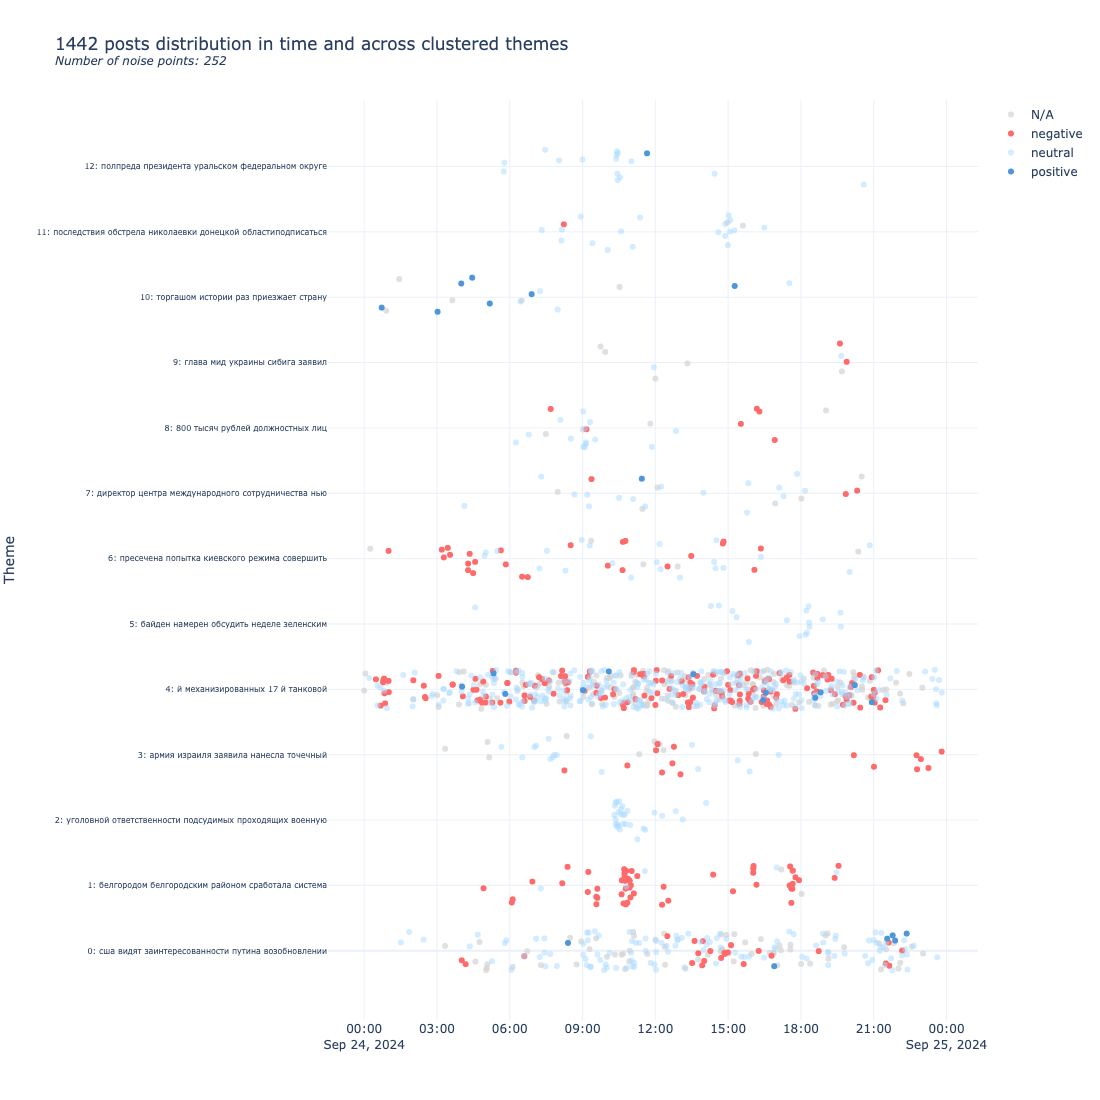 1442 posts distribution in time and across clustered themes
Number of noise points: 252
N/A
negative
neutral
positive
Theme
12: полпреда президента уральском федеральном округе
11: последствия обстрела николаевки донецкой областиподписаться
10: торгашом истории раз приезжает страну
9: глава мид украины сибига заявил
8: 800 тысяч рублей должностных лиц
7: директор центра международного сотрудничества нью
6: пресечена попытка киевского режима совершить
5: байден намерен обсудить неделе зеленским
4: й механизированных 17 й танковой
3: армия израиля заявила нанесла точечный
2: уголовной ответственности подсудимых проходящих военную
1: белгородом белгородским районом сработала система
0: сша видят заинтересованности путина возобновлении
00:00 03:00 06:00 09:00 12:00 15:00 18:00 21:00 00:00
Sep 24, 2024 Sep 25, 2024